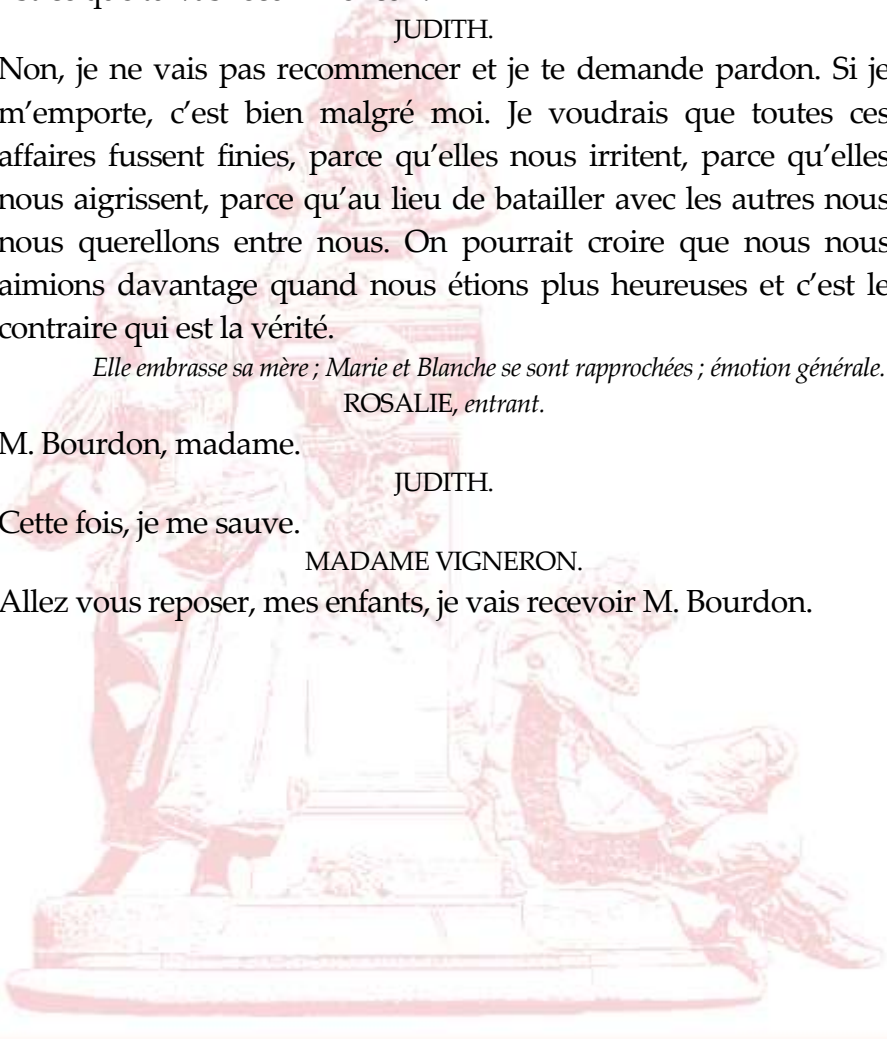 JUDITH.
Non, je ne vais pas recommencer et je te demande pardon. Si je
m’emporte, c’est bien malgré moi. Je voudrais que toutes ces
affaires fussent finies, parce qu’elles nous irritent, parce qu’elles
nous aigrissent, parce qu’au lieu de batailler avec les autres nous
nous querellons entre nous. On pourrait croire que nous nous
aimions davantage quand nous étions plus heureuses et c’est le
contraire qui est la vérité.
Elle embrasse sa mère ; Marie et Blanche se sont rapprochées ; émotion générale.
ROSALIE, entrant.
M. Bourdon, madame.
JUDITH.
Cette fois, je me sauve.
MADAME VIGNERON.
Allez vous reposer, mes enfants, je vais recevoir M. Bourdon.